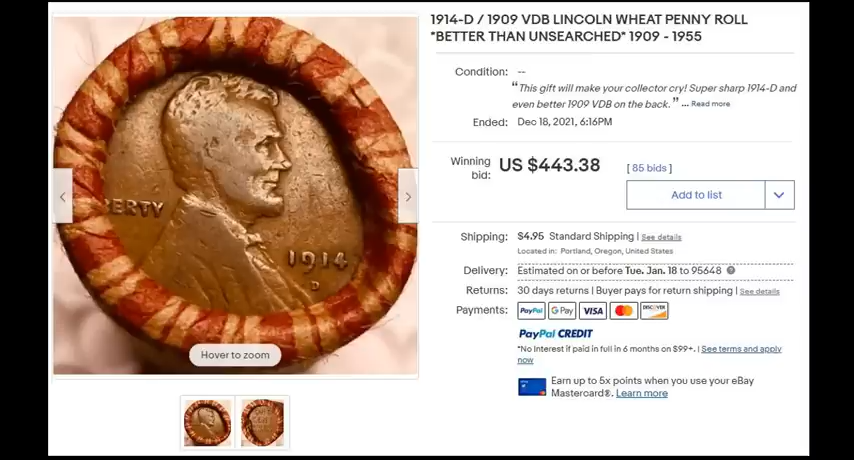 1914-D / 1909 VDB LINCOLN WHEAT PENNY ROLL
*BETTER THAN UNSEARCHED* 1909 - 1955
Condition: --
“This gift will make your collector cry! Super sharp 1914-D and
even better 1909 VDB on the back.” ... Read more
Ended: Dec 18, 2021, 6:16PM
Winning bid: US $443.38 [ 85 bids ]
Add to list
Shipping: $4.95 Standard Shipping | See details
Located in: Portland, Oregon, United States
Delivery: Estimated on or before Tue. Jan. 18 to 95648
Returns: 30 days returns | Buyer pays for return shipping | See details
Payments: PayPal G Pay VISA DISCOVER
PayPal CREDIT
*No Interest if paid in full in 6 months on $99+. | See terms and apply
now
Earn up to 5x points when you use your eBay
Mastercard®. Learn more
ERTY
1914
D
Hover to zoom